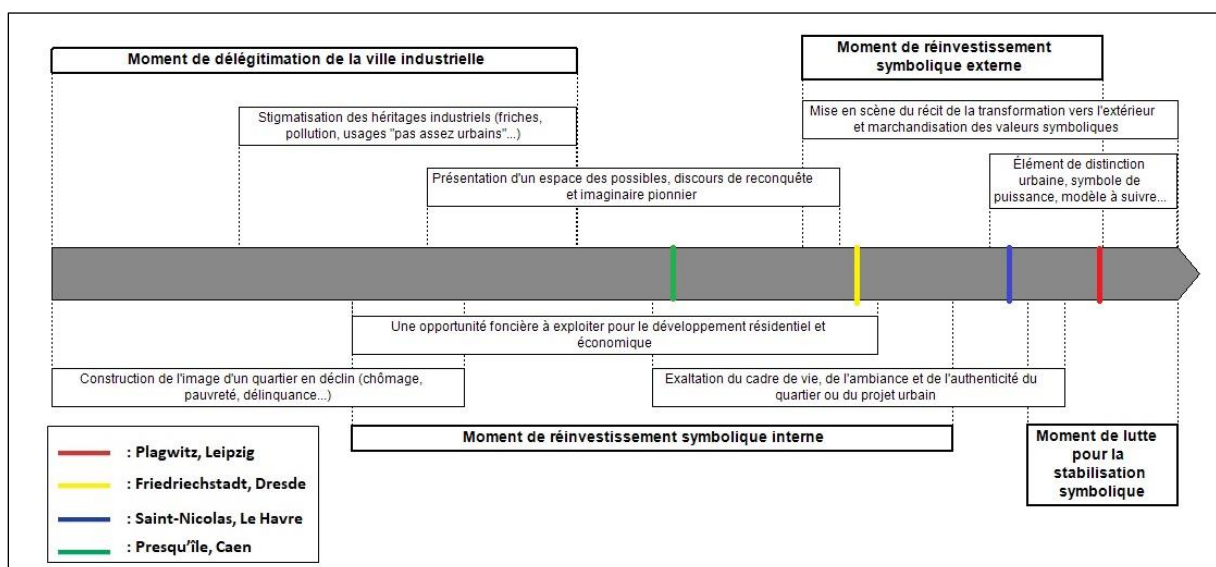 Moment de délégitimation de la ville industrielle
Moment de réinvestissement
symbolique externe
Stigmatisation des héritages industriels (friches,
pollution, usages "pas assez urbains"...)
Mise en scène du récit de la transformation vers l'extérieur
et marchandisation des valeurs symboliques
Présentation d'un espace des possibles, discours de reconquête
et imaginaire pionnier
Élément de distinction
urbaine, symbole de
puissance, modèle à suivre...
Une opportunité foncière à exploiter pour le développement résidentiel et
économique
Construction de l'image d'un quartier en déclin (chômage,
pauvreté, délinquance...)
Exaltation du cadre de vie, de l'ambiance et de l'authenticité du
quartier ou du projet urbain
Moment de réinvestissement symbolique interne
Moment de lutte
pour la
stabilisation
symbolique
: Plagwitz, Leipzig
: Friedriechstadt, Dresde
: Saint-Nicolas, Le Havre
: Presqu'île, Caen